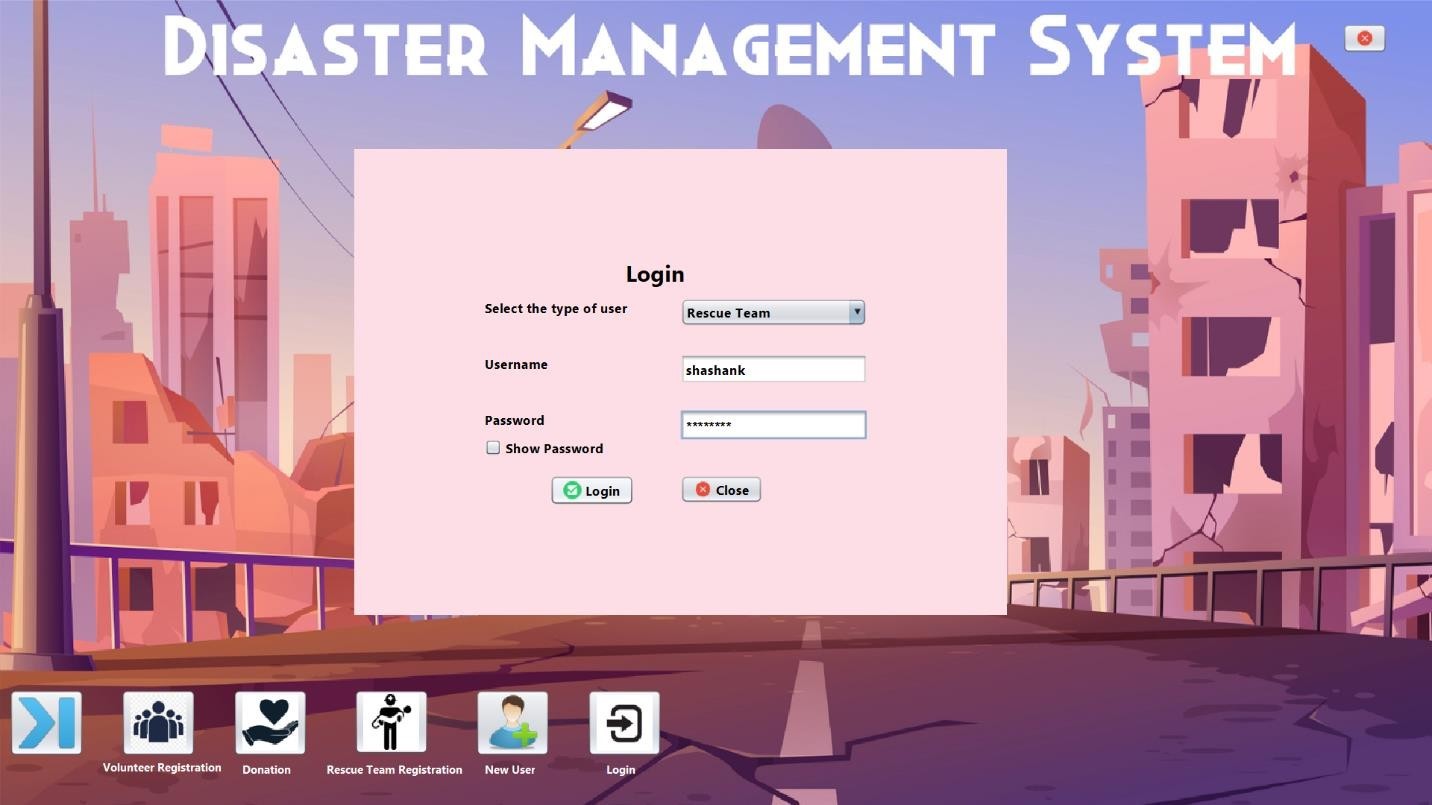 DISASTER MANAGEMENT SYSTEM
Login
Select the type of user Rescue Team
Username shashank
Password ********
Show Password
Login Close
Volunteer Registration Donation Rescue Team Registration New User Login